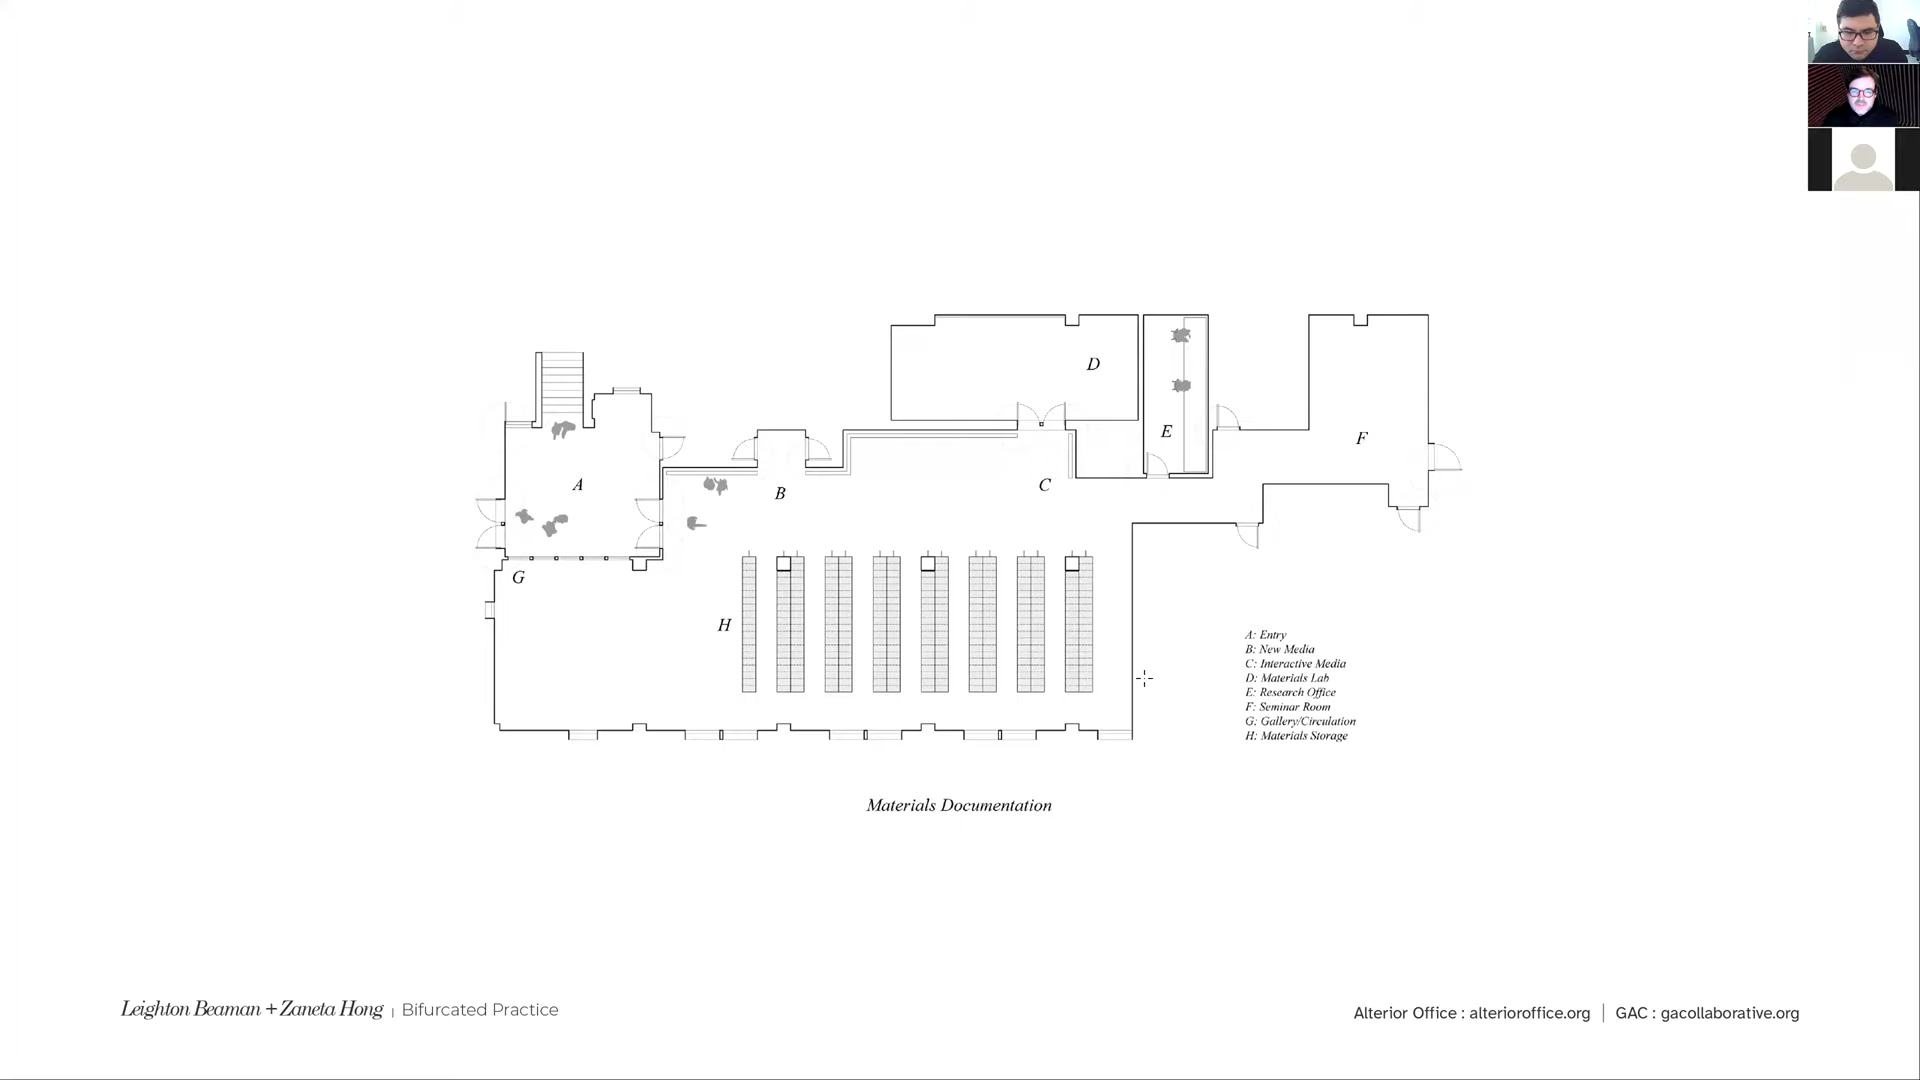 D
E
F
A
B
C
G
H
A: Entry
B: New Media
C: Interactive Media
D: Materials Lab
E: Research Office
F: Seminar Room
G: Gallery/Circulation
H: Materials Storage
Materials Documentation
Leighton Beaman + Zaneta Hong | Bifurcated Practice
Alterior Office : alterioroffice.org | GAC : gacollaborative.org